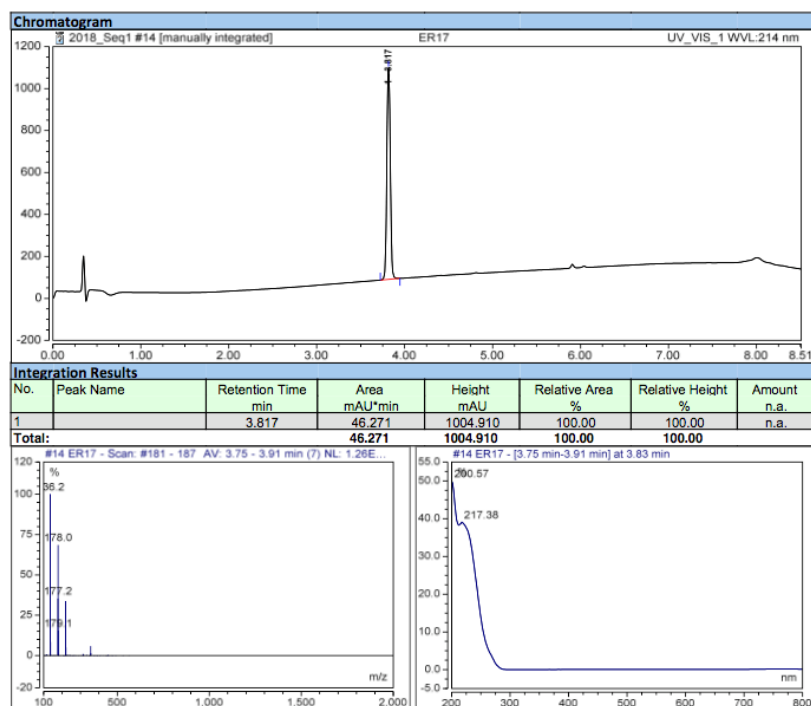 Chromatogram
2018_Seq1 #14 [manually integrated] ER17 UV_VIS_1 WVL:214 nm
1200
1000
800
600
400
200
0
-200
0.00 1.00 2.00 3.00 4.00 5.00 6.00 7.00 8.00 8.51
Integration Results
No. Peak Name Retention Time Area Height Relative Area Relative Height Amount
min mAU*min mAU % % n.a.
1 3.817 46.271 1004.910 100.00 100.00 n.a.
Total: 46.271 1004.910 100.00 100.00
#14 ER17 - Scan: #181 - 187 AV: 3.75 - 3.91 min (7) NL: 1.26E...
120
%
36.2
100
75
178.0
50
177.2
25
179.1
0
-20
m/z
100 500 1.000 1.500 2.000
#14 ER17 - [3.75 min-3.91 min] at 3.83 min
55.0
200.57
50.0
217.38
40.0
30.0
20.0
10.0
0.0
-5.0
nm
200 300 400 500 600 700 800